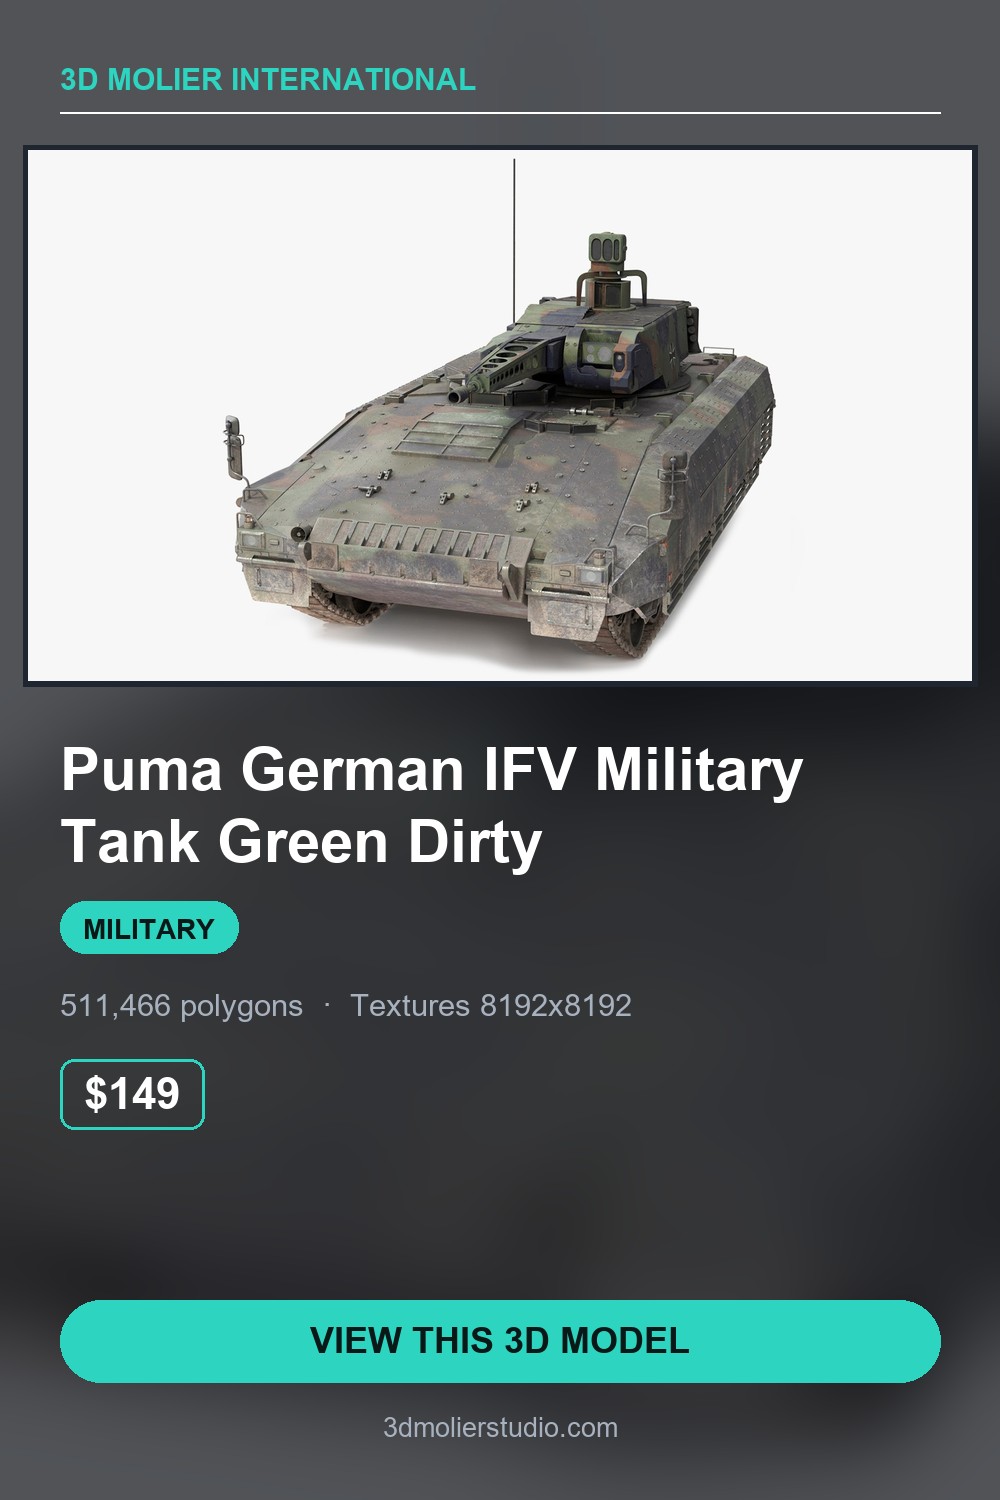 3D MOLIER INTERNATIONAL
Puma German IFV Military
Tank Green Dirty
MILITARY
511,466 polygons · Textures 8192x8192
$149
VIEW THIS 3D MODEL
3dmolierstudio.com